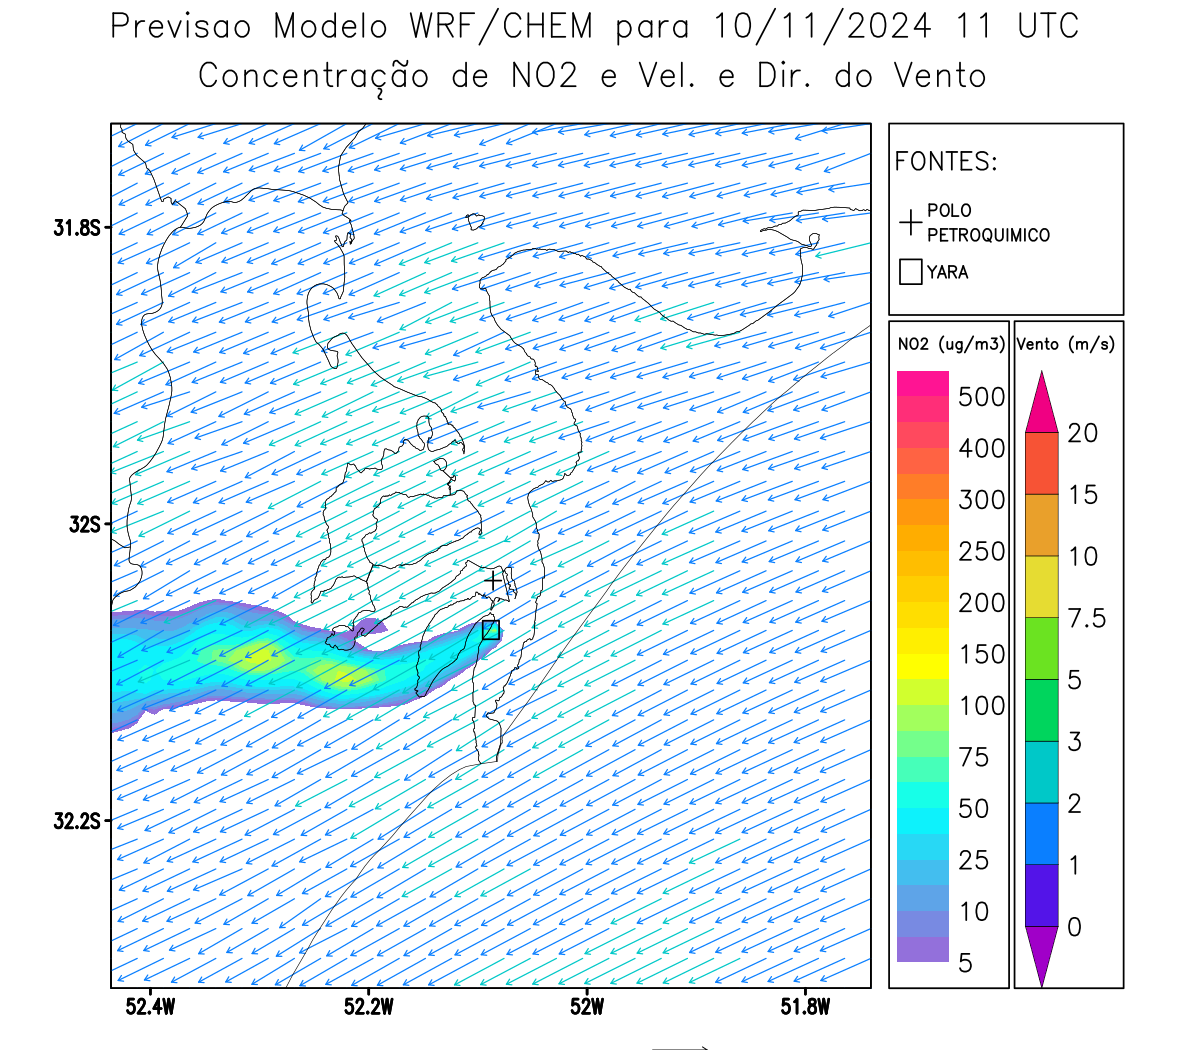 Previsao Modelo WRF/CHEM para 10/11/2024 11 UTC
Concentração de NO2 e Vel. e Dir. do Vento
FONTES:
POLO
PETROQUIMICO
YARA
31.8S
32S
32.2S
52.4W
52.2W
52W
51.8W
NO2 (ug/m3)
500
400
300
250
200
150
100
75
50
25
10
5
Vento (m/s)
20
15
10
7.5
5
3
2
1
0